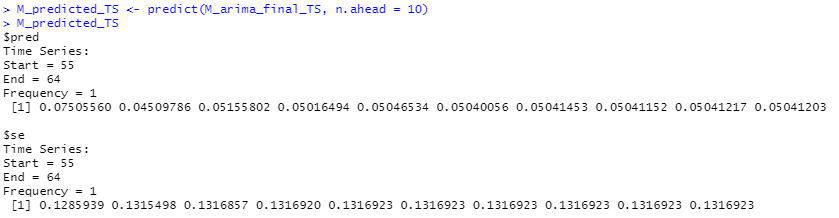 > M_predicted_TS <- predict(M_arima_final_TS, n.ahead = 10)
> M_predicted_TS
$pred
Time Series:
Start = 55
End = 64
Frequency = 1
[1] 0.07505560 0.04509786 0.05155802 0.05016494 0.05046534 0.05040056 0.05041453 0.05041152 0.05041217 0.05041203
$se
Time Series:
Start = 55
End = 64
Frequency = 1
[1] 0.1285939 0.1315498 0.1316857 0.1316920 0.1316923 0.1316923 0.1316923 0.1316923 0.1316923 0.1316923